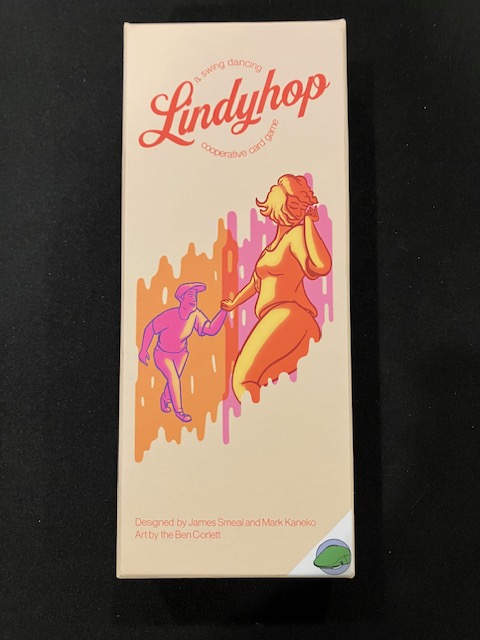 a swing dancing
Lindyhop
cooperative card game
Designed by James Smeal and Mark Kaneko
Art by the Ben Corlett